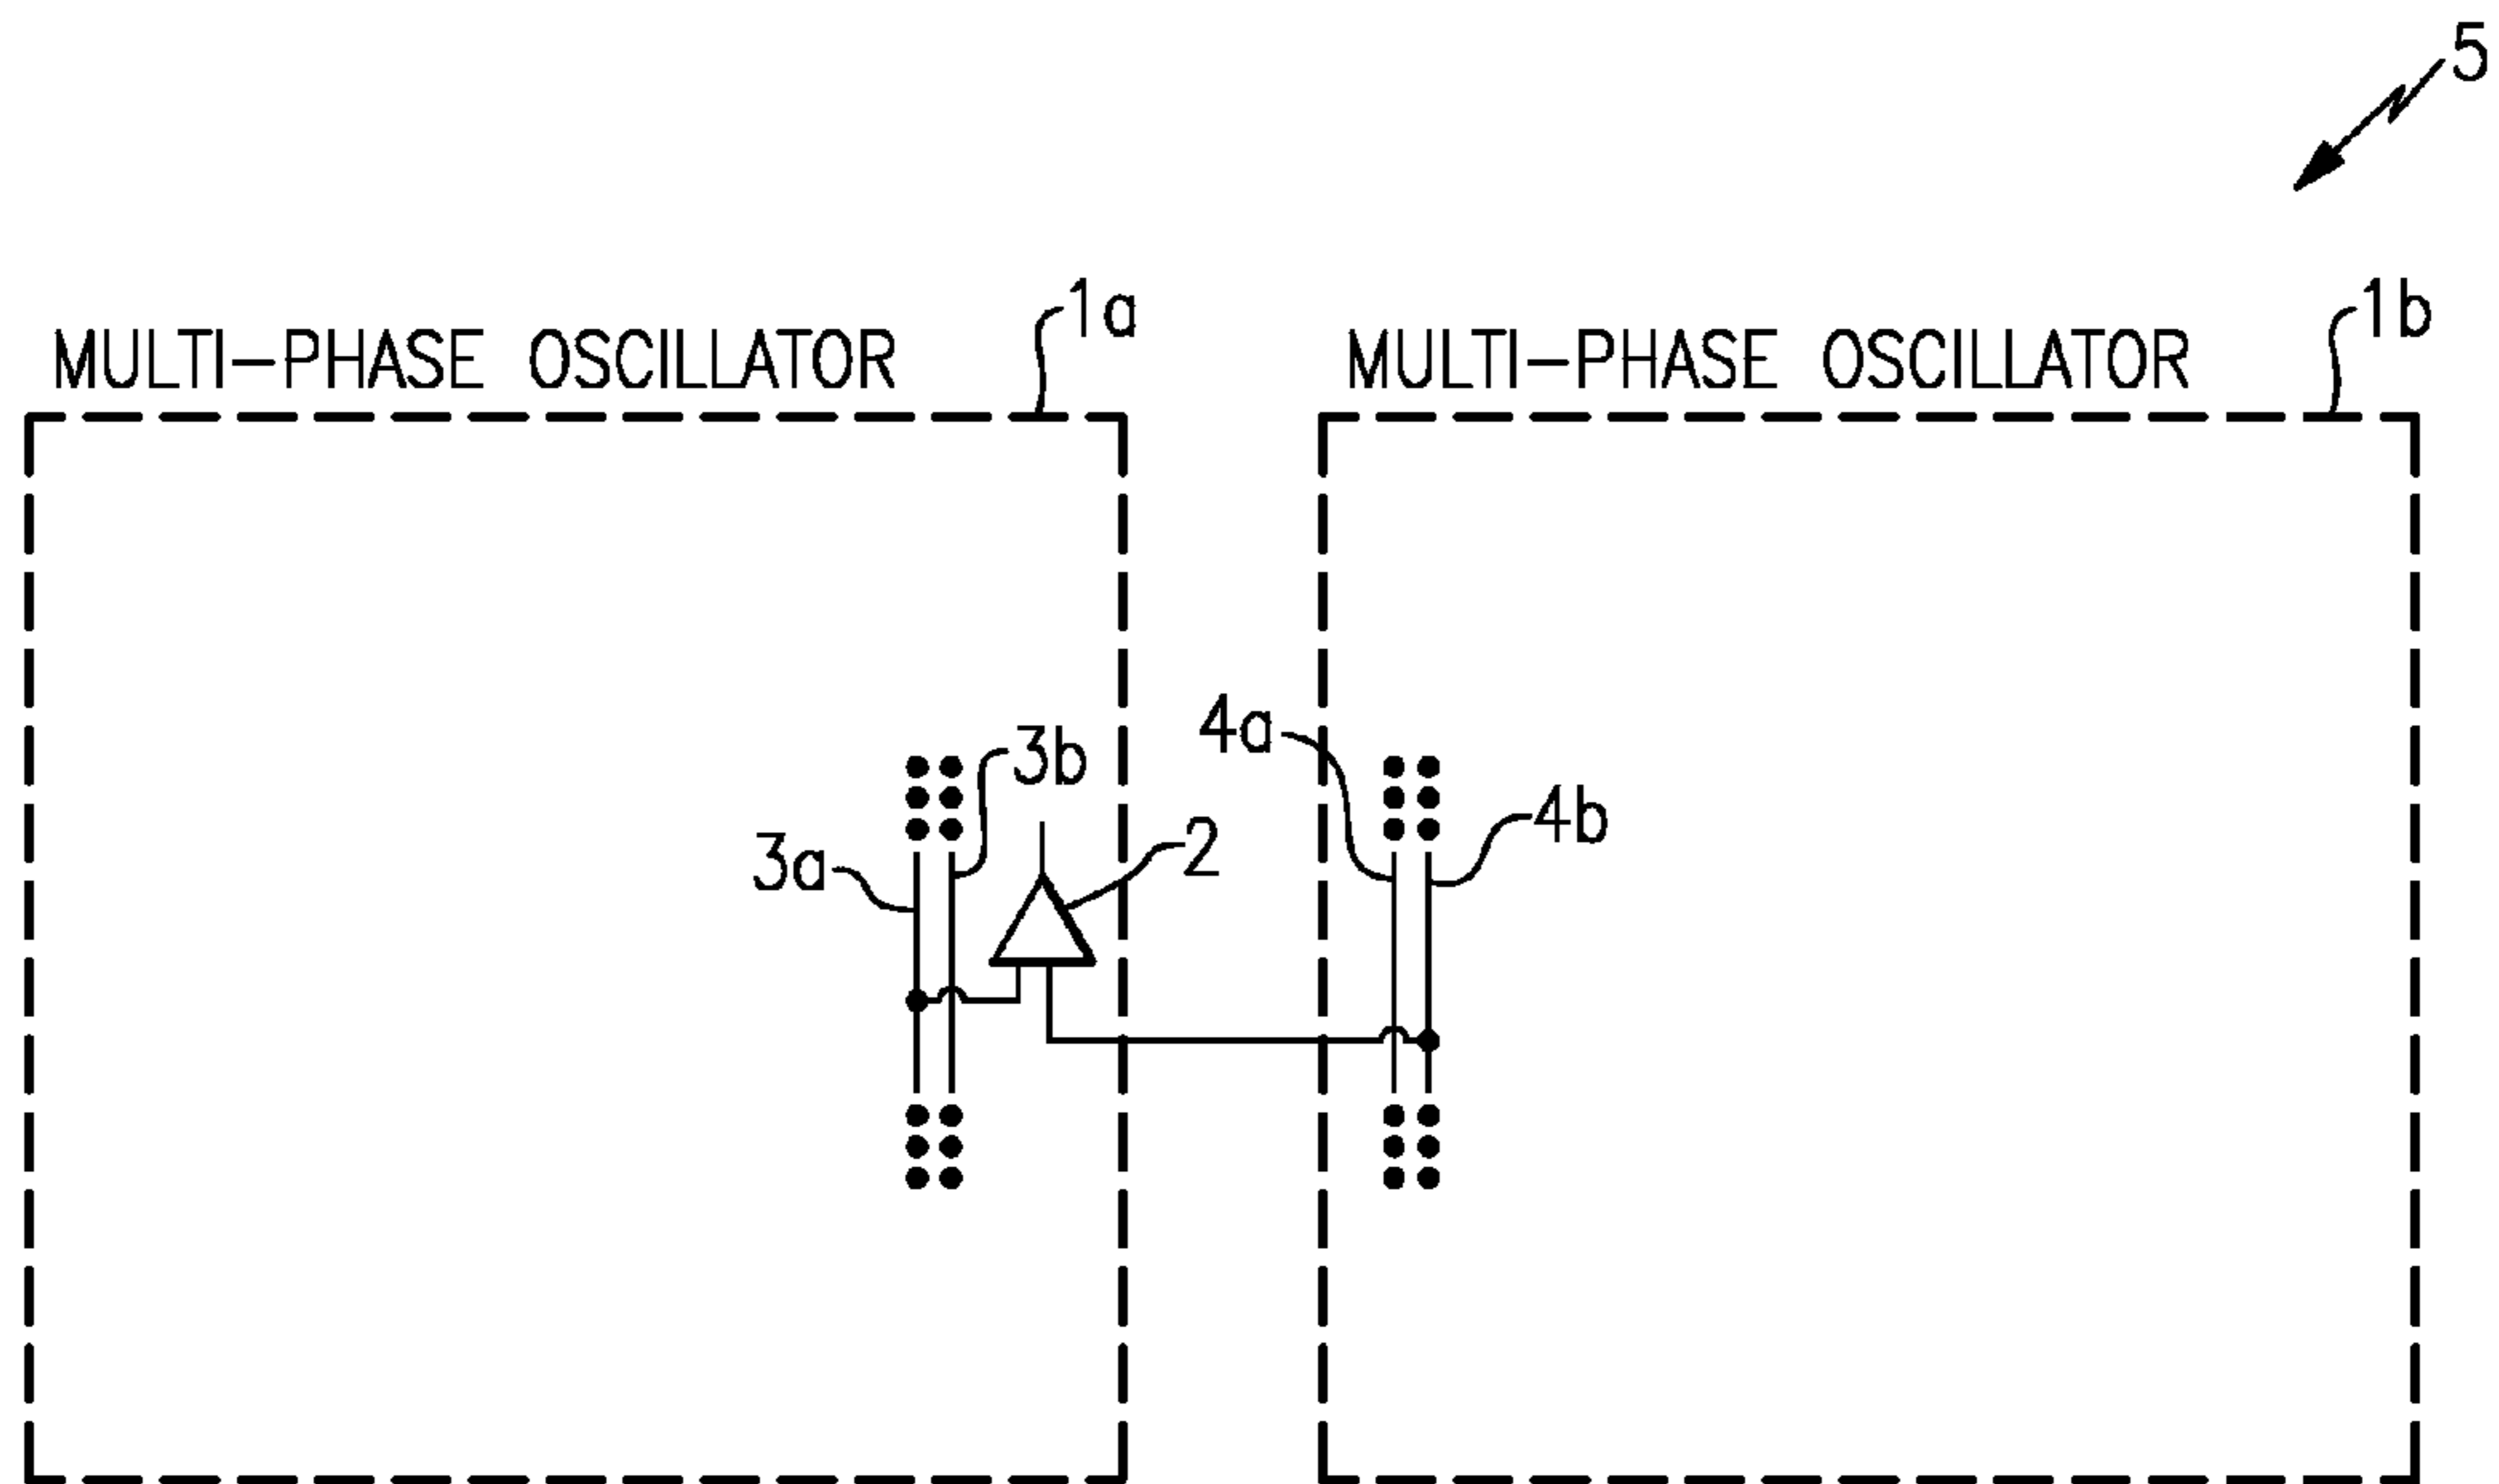 5
1a
1b
MULTI-PHASE OSCILLATOR
MULTI-PHASE OSCILLATOR
4a
3b
4b
2
3a